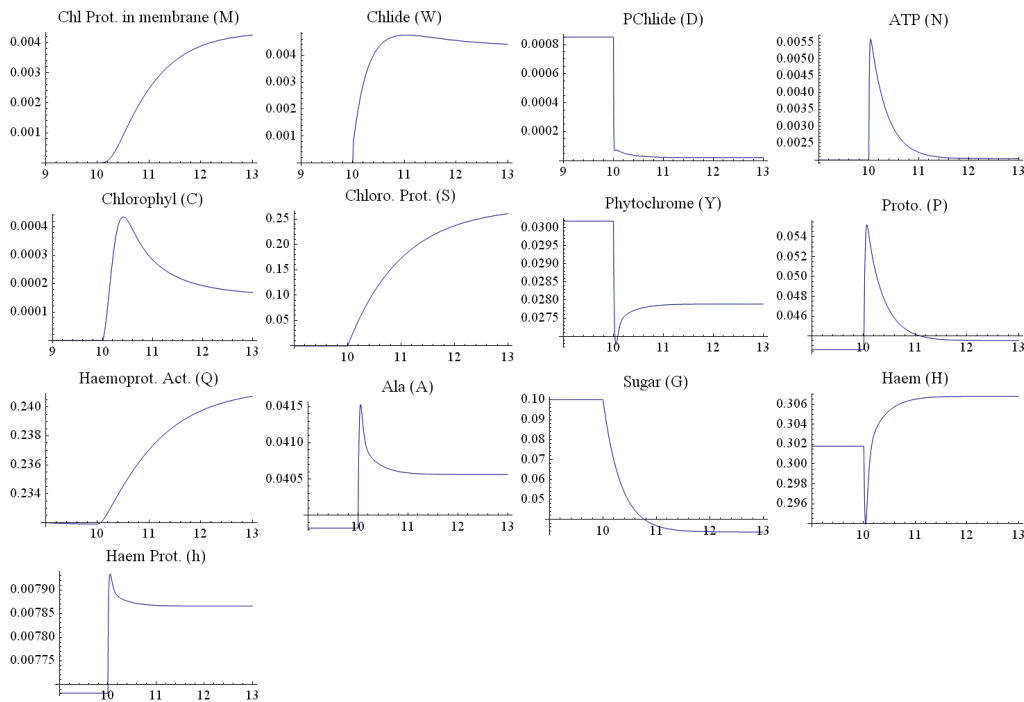 Chl Prot. in membrane (M)
0.004
0.003
0.002
0.001
9 10 11 12 13
Chlide (W)
0.004
0.003
0.002
0.001
9 10 11 12 13
PChlide (D)
0.0008
0.0006
0.0004
0.0002
9 10 11 12 13
ATP (N)
0.0055
0.0050
0.0045
0.0040
0.0035
0.0030
0.0025
10 11 12 13
Chlorophyl (C)
0.0004
0.0003
0.0002
0.0001
9 10 11 12 13
Chloro. Prot. (S)
0.25
0.20
0.15
0.10
0.05
10 11 12 13
Phytochrome (Y)
0.0300
0.0295
0.0290
0.0285
0.0280
0.0275
10 11 12 13
Proto. (P)
0.054
0.052
0.050
0.048
0.046
10 11 12 13
Haemoprot. Act. (Q)
0.240
0.238
0.236
0.234
10 11 12 13
Ala (A)
0.0415
0.0410
0.0405
10 11 12 13
Sugar (G)
0.10
0.09
0.08
0.07
0.06
0.05
10 11 12 13
Haem (H)
0.306
0.304
0.302
0.300
0.298
0.296
10 11 12 13
Haem Prot. (h)
0.00790
0.00785
0.00780
0.00775
10 11 12 13